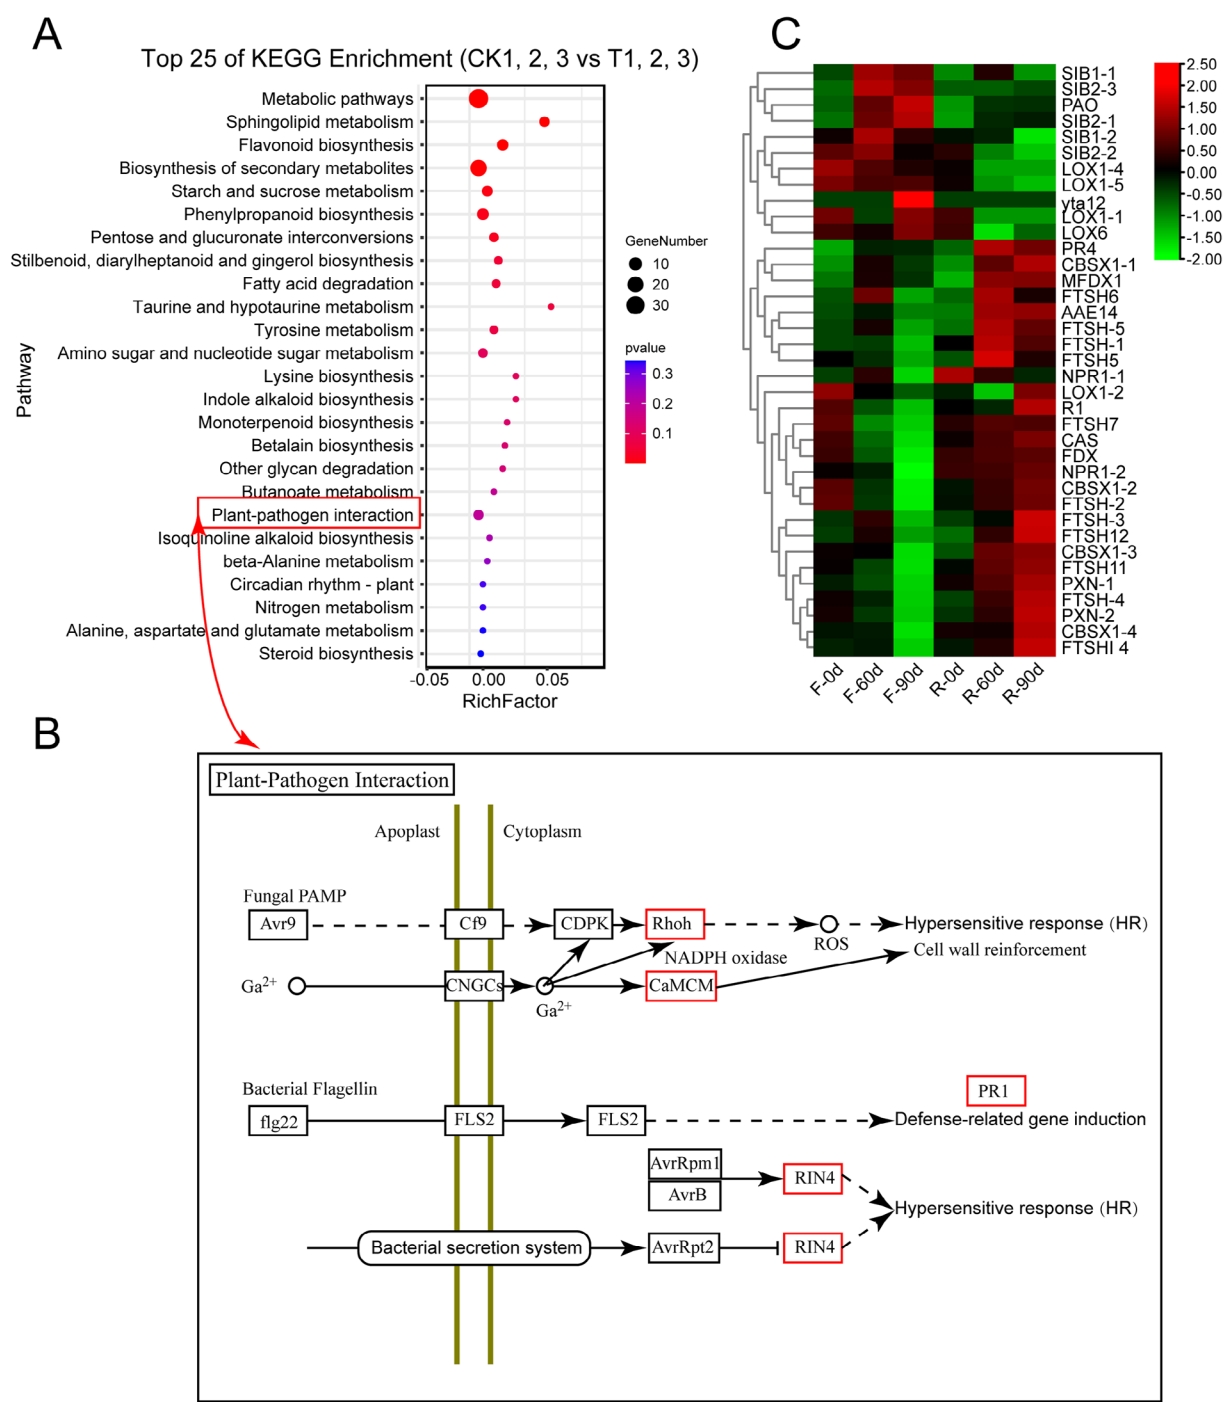 A
Top 25 of KEGG Enrichment (CK1, 2, 3 vs T1, 2, 3)
Pathway
Metabolic pathways
Sphingolipid metabolism
Flavonoid biosynthesis
Biosynthesis of secondary metabolites
Starch and sucrose metabolism
Phenylpropanoid biosynthesis
Pentose and glucuronate interconversions
Stilbenoid, diarylheptanoid and gingerol biosynthesis
Fatty acid degradation
Taurine and hypotaurine metabolism
Tyrosine metabolism
Amino sugar and nucleotide sugar metabolism
Lysine biosynthesis
Indole alkaloid biosynthesis
Monoterpenoid biosynthesis
Betalain biosynthesis
Other glycan degradation
Butanoate metabolism
Plant-pathogen interaction
Isoquinoline alkaloid biosynthesis
beta-Alanine metabolism
Circadian rhythm - plant
Nitrogen metabolism
Alanine, aspartate and glutamate metabolism
Steroid biosynthesis
-0.05 0.00 0.05
RichFactor
GeneNumber
10
20
30
pvalue
0.3
0.2
0.1
C
SIB1-1
SIB2-3
PAO
SIB2-1
SIB1-2
SIB2-2
LOX1-4
LOX1-5
yta12
LOX1-1
LOX6
PR4
CBSX1-1
MFDX1
FTSH6
AAE14
FTSH-5
FTSH-1
FTSH5
NPR1-1
LOX1-2
R1
FTSH7
CAS
FDX
NPR1-2
CBSX1-2
FTSH-2
FTSH-3
FTSH12
CBSX1-3
FTSH11
PXN-1
FTSH-4
PXN-2
CBSX1-4
FTSHI 4
F-0d F-60d F-90d R-0d R-60d R-90d
2.50
2.00
1.50
1.00
0.50
0.00
-0.50
-1.00
-1.50
-2.00
B
Plant-Pathogen Interaction
Apoplast Cytoplasm
Fungal PAMP
Avr9 Cf9 CDPK Rhoh ROS Hypersensitive response (HR)
NADPH oxidase
Cell wall reinforcement
Ga2+ CNGCs Ga2+ CaMCM
Bacterial Flagellin
PR1
flg22 FLS2 FLS2 Defense-related gene induction
AvrRpm1
AvrB
RIN4
Hypersensitive response (HR)
Bacterial secretion system AvrRpt2 RIN4